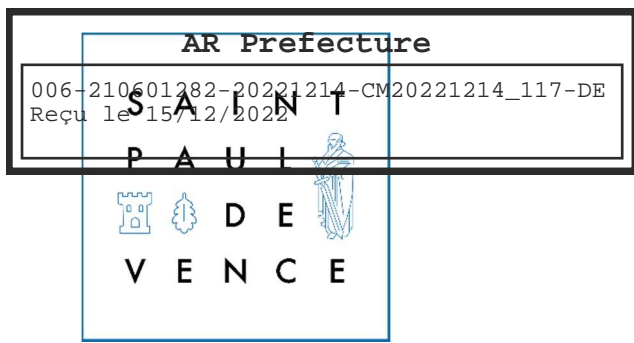 AR Prefecture
006-210601282-20221214-CM20221214_117-DE
Reçu le 15/12/2022
SAINT
PAUL
DE
VENCE